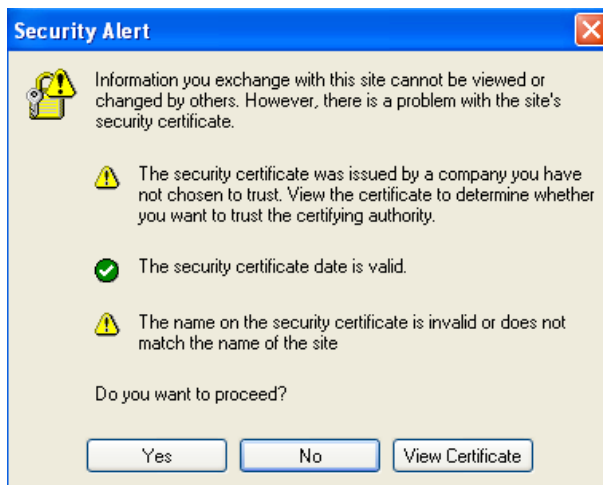 Security Alert
Information you exchange with this site cannot be viewed or
changed by others. However, there is a problem with the site's
security certificate.
The security certificate was issued by a company you have
not chosen to trust. View the certificate to determine whether
you want to trust the certifying authority.
The security certificate date is valid.
The name on the security certificate is invalid or does not
match the name of the site
Do you want to proceed?
Yes No View Certificate